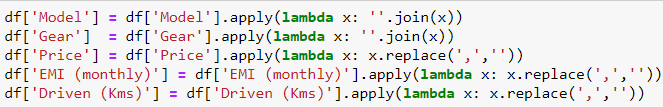 df['Model'] = df['Model'].apply(lambda x: ''.join(x))
df['Gear']  = df['Gear'].apply(lambda x: ''.join(x))
df['Price'] = df['Price'].apply(lambda x: x.replace(',',''))
df['EMI (monthly)'] = df['EMI (monthly)'].apply(lambda x: x.replace(',',''))
df['Driven (Kms)'] = df['Driven (Kms)'].apply(lambda x: x.replace(',',''))